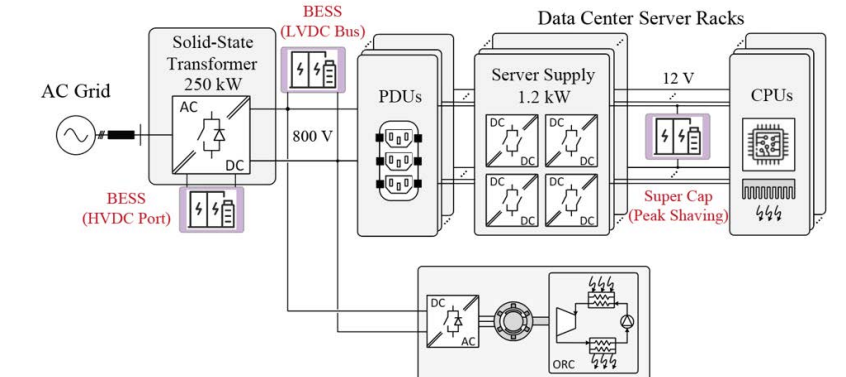 Data Center Server Racks
BESS
(LVDC Bus)
Solid-State
Transformer
250 kW
AC Grid
AC
DC
800 V
BESS
(HVDC Port)
PDUs
Server Supply
1.2 kW
DC
DC
DC
DC
DC
DC
DC
DC
12 V
Super Cap
(Peak Shaving)
CPUs
DC
AC
ORC